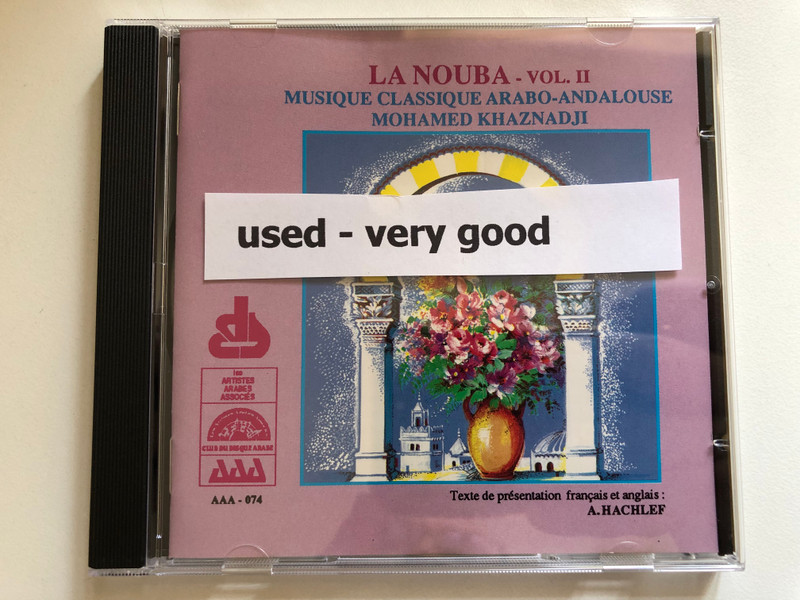 LA NOUBA - VOL. II
MUSIQUE CLASSIQUE ARABO-ANDALOUSE
MOHAMED KHAZNADJI
used - very good
les
ARTISTES
ARABES
ASSOCIÉS
CLUB DU DISQUE ARABE
AAA
AAA - 074
Texte de présentation français et anglais :
A. HACHLEF